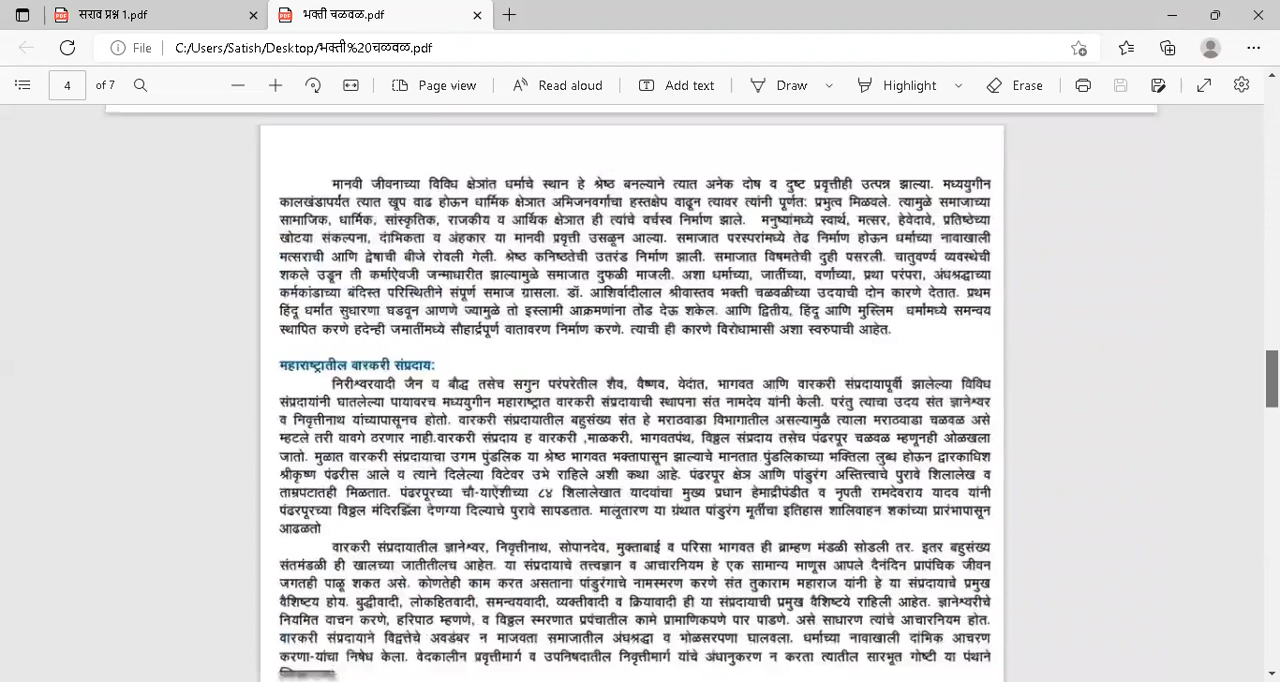 सराव प्रश्न 1.pdf
भक्ती चळवळ.pdf
File C:/Users/Satish/Desktop/भक्ती%20चळवळ.pdf
4 of 7 Page view Read aloud Add text Draw Highlight Erase
मानवी जीवनाच्या विविध क्षेत्रांत धर्माचे स्थान हे श्रेष्ठ बनल्याने त्यात अनेक दोष व दुष्ट प्रवृत्तीही उत्पन्न झाल्या. मध्ययुगीन
कालखंडापर्यंत त्यात खूप वाढ होऊन धार्मिक क्षेत्रात अभिजनवर्गाचा हस्तक्षेप वाढून त्यावर त्यांनी पूर्णत: प्रभुत्व मिळवले. त्यामुळे समाजाच्या
सामाजिक, धार्मिक, सांस्कृतिक, राजकीय व आर्थिक क्षेत्रात ही त्यांचे वर्चस्व निर्माण झाले. मनुष्यांमध्ये स्वार्थ, मत्सर, हेवेदावे, प्रतिष्ठेच्या
खोटया संकल्पना, दांभिकता व अंहकार या मानवी प्रवृत्ती उसळून आल्या. समाजात परस्परांमध्ये तेढ निर्माण होऊन धर्माच्या नावाखाली
मत्सराची आणि द्वेषाची बीजे रोवली गेली. श्रेष्ठ कनिष्ठतेची उतरंड निर्माण झाली. समाजात विषमतेची दुही पसरली. चातुवर्ण्य व्यवस्थेची
शकले उडून ती कर्माऐवजी जन्माधारीत झाल्यामुळे समाजात दुफळी माजली. अशा धर्माच्या, जातींच्या, वर्णाच्या, प्रथा परंपरा, अंधश्रद्धाच्या
कर्मकांडाच्या बंदिस्त परिस्थितीने संपूर्ण समाज ग्रासला. डॉ. आशिर्वादीलाल श्रीवास्तव भक्ती चळवळीच्या उदयाची दोन कारणे देतात. प्रथम
हिंदू धर्मात सुधारणा घडवून आणणे ज्यामुळे तो इस्लामी आक्रमणांना तोंड देऊ शकेल. आणि द्वितीय, हिंदू आणि मुस्लिम धर्मांमध्ये समन्वय
स्थापित करणे हदेन्ही जमातींमध्ये सौहार्द्रपूर्ण वातावरण निर्माण करणे. त्याची ही कारणे विरोधाभासी अशा स्वरुपाची आहेत.
महाराष्ट्रातील वारकरी संप्रदाय:
निरीश्वरवादी जैन व बौद्ध तसेच सगुन परंपरेतील शैव, वैष्णव, वेदांत, भागवत आणि वारकरी संप्रदायापूर्वी झालेल्या विविध
संप्रदायांनी घातलेल्या पायावरच मध्ययुगीन महाराष्ट्रात वारकरी संप्रदायाची स्थापना संत नामदेव यांनी केली. परंतु त्याचा उदय संत ज्ञानेश्वर
व निवृत्तीनाथ यांच्यापासूनच होतो. वारकरी संप्रदायातील बहुसंख्य संत हे मराठवाडा विभागातील असल्यामुळै त्याला मराठवाडा चळवळ असे
म्हटले तरी वावगे ठरणार नाही.वारकरी संप्रदाय ह वारकरी ,माळकरी, भागवतपंथ, विठ्ठल संप्रदाय तसेच पंढरपूर चळवळ म्हणूनही ओळखला
जातो. मुळात वारकरी संप्रदायाचा उगम पुंडलिक या श्रेष्ठ भागवत भक्तापासून झाल्याचे मानतात पुंडलिकाच्या भक्तिला लुब्ध होऊन द्वारकाधिश
श्रीकृष्ण पंढरीस आले व त्याने दिलेल्या विटेवर उभे राहिले अशी कथा आहे. पंढरपूर क्षेत्र आणि पांडुरंग अस्तित्त्वाचे पुरावे शिलालेख व
ताम्रपटातही मिळतात. पंढरपूरच्या चौ-याऐंशीच्या ८४ शिलालेखात यादवांचा मुख्य प्रधान हेमाद्रीपंडीत व नृपती रामदेवराय यादव यांनी
पंढरपूरच्या विठ्ठल देणग्या दिल्याचे पुरावे सापडतात. मालूतारण या ग्रंथात पांडुरंग मूर्तीचा इतिहास शालिवाहन शकांच्या प्रारंभापासून
आढळतो
वारकरी संप्रदायातील ज्ञानेश्वर, निवृत्तीनाथ, सोपानदेव, मुक्ताबाई व परिसा भागवत ही ब्राम्हण मंडळी सोडली तर. इतर बहुसंख्य
संतमंडळी ही खालच्या जातीतीलच आहेत. या संप्रदायाचे तत्त्वज्ञान व आचारनियम हे एक सामान्य माणूस आपले दैनंदिन प्रापंचिक जीवन
जगतही पाळू शकत असे. कोणतेही काम करत असताना पांडुरंगाचे नामस्मरण करणे संत तुकाराम महाराज यांनी हे या संप्रदायाचे प्रमुख
वैशिष्टय होय. बुद्धीवादी, लोकहितवादी, समन्वयवादी, व्यक्तीवादी व क्रियावादी ही या संप्रदायाची प्रमुख वैशिष्टये राहिली आहेत. ज्ञानेश्वरीचे
नियमित वाचन करणे, हरिपाठ म्हणणे, व विठ्ठल स्मरणात प्रपंचातील कामे प्रामाणिकपणे पार पाडणे. असे साधारण त्यांचे आचारनियम होत.
वारकरी संप्रदायाने विद्वत्तेचे अवडंबर न माजवता समाजातील अंधश्रद्धा व भोळसरपणा घालवला. धर्माच्या नावाखाली दांभिक आचरण
करणा-यांचा निषेध केला. वेदकालीन प्रवृत्तीमार्ग व उपनिषदातील निवृत्तीमार्ग यांचे अंधानुकरण न करता त्यातील सारभूत गोष्टी या पंथाने